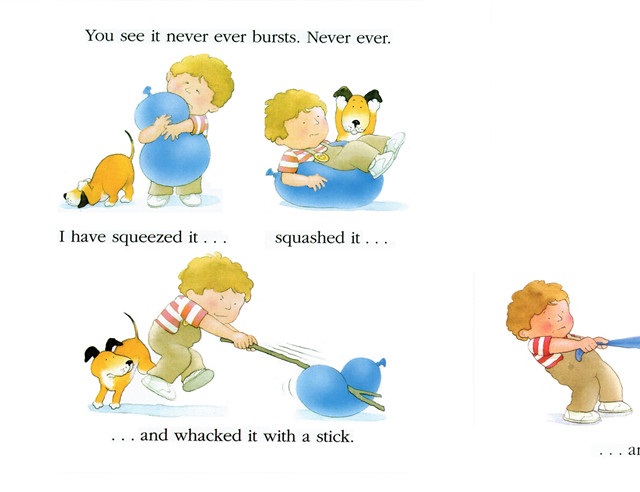 You see it never ever bursts. Never ever.
I have squeezed it . . .
squashed it . . .
. . . and whacked it with a stick.
. . .